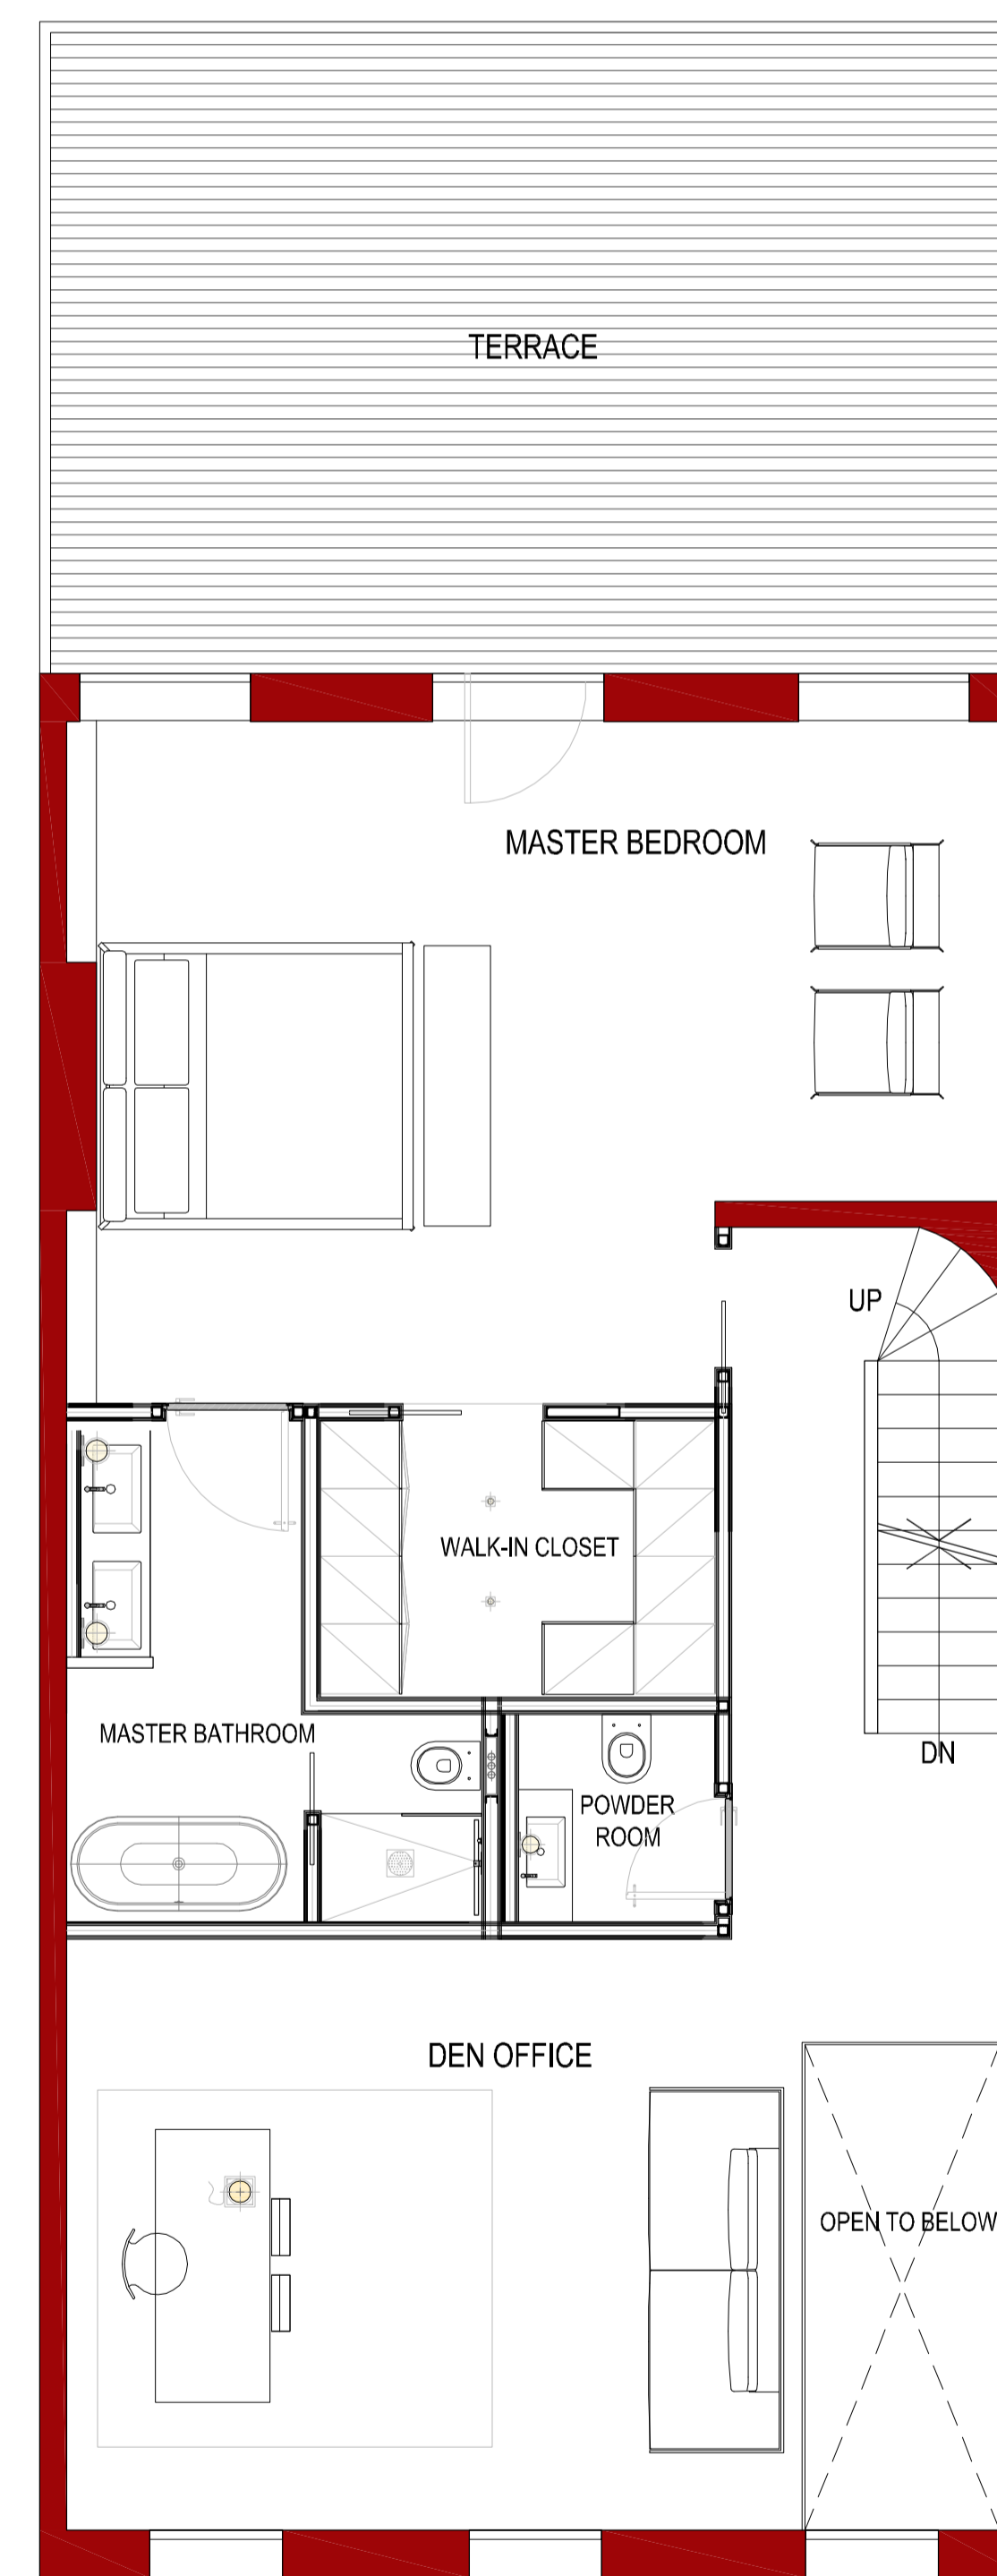 TERRACE
MASTER BEDROOM
UP
WALK-IN CLOSET
MASTER BATHROOM
DN
POWDER
ROOM
DEN OFFICE
OPEN TO BELOW